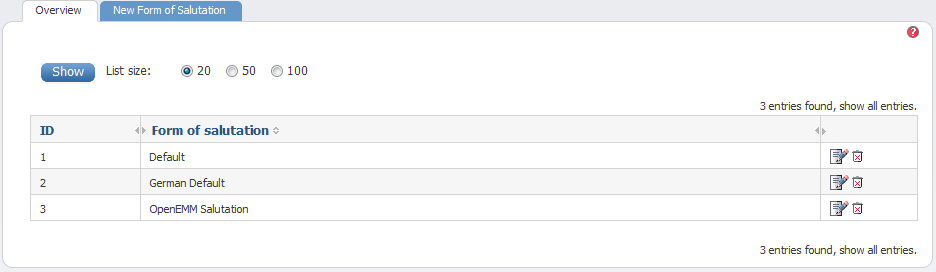 Overview New Form of Salutation
?
Show List size: 20 50 100
3 entries found, show all entries.
ID Form of salutation
1 Default
2 German Default
3 OpenEMM Salutation
3 entries found, show all entries.